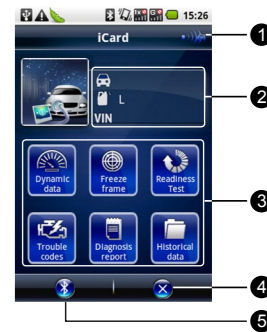 15:26
iCard
1
L
2
VIN
Dynamic data
Freeze frame
Readiness Test
3
Trouble codes
Diagnosis report
Historical data
4
5